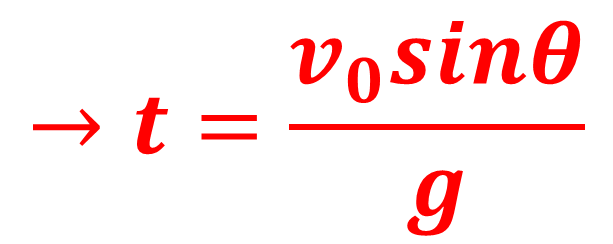 → t = v₀sinθ / g